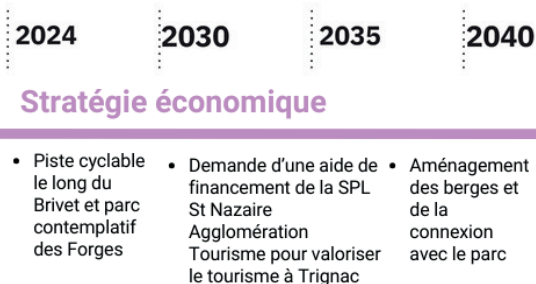 2024 2030 2035 2040
Stratégie économique
• Piste cyclable
le long du
Brivet et parc
contemplatif
des Forges
• Demande d'une aide de
financement de la SPL
St Nazaire
Agglomération
Tourisme pour valoriser
le tourisme à Trignac
• Aménagement
des berges et
de la
connexion
avec le parc